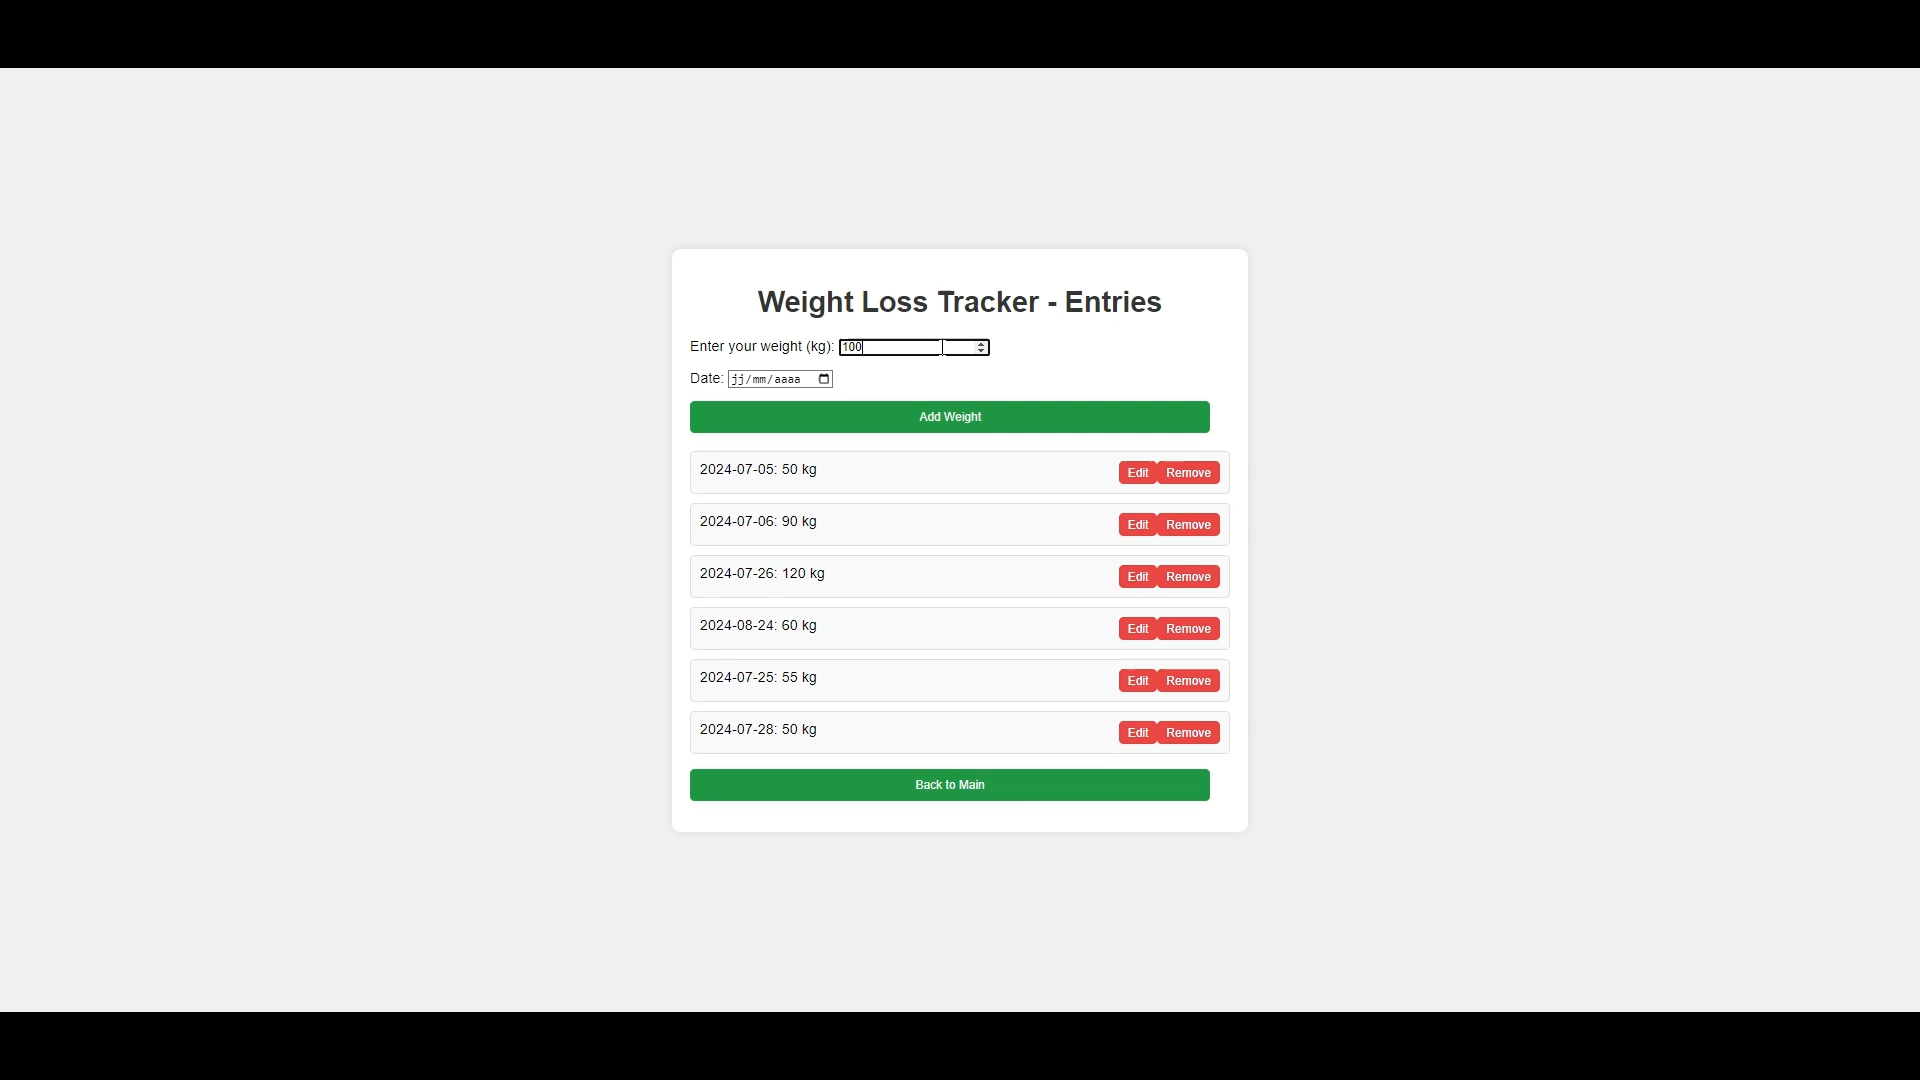 Weight Loss Tracker - Entries
Enter your weight (kg): 100
Date: jj/mm/aaaa
Add Weight
2024-07-05: 50 kg Edit Remove
2024-07-06: 90 kg Edit Remove
2024-07-26: 120 kg Edit Remove
2024-08-24: 60 kg Edit Remove
2024-07-25: 55 kg Edit Remove
2024-07-28: 50 kg Edit Remove
Back to Main